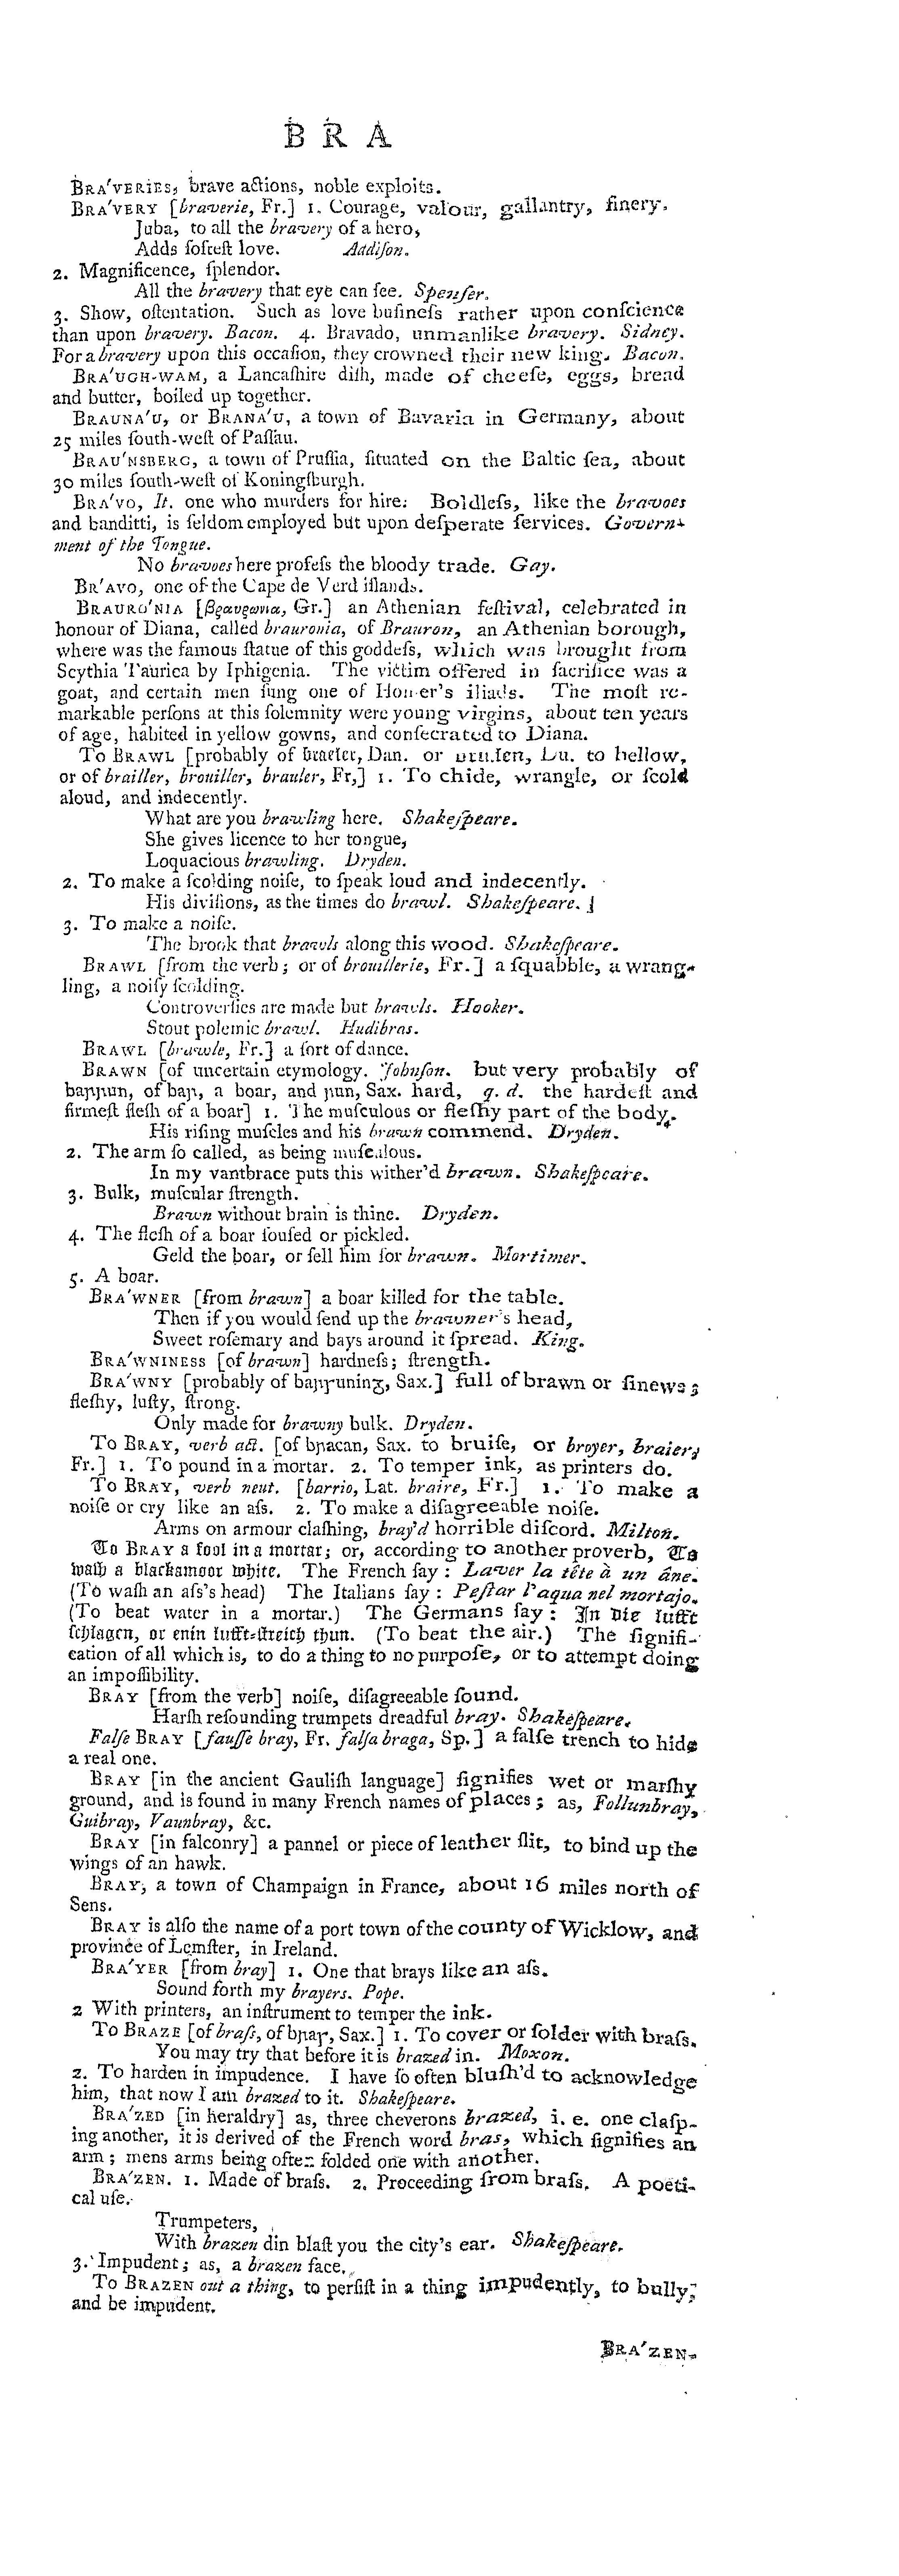 B R A
BRA'VERIES, brave actions, noble exploits.
BRA'VERY [braverie, Fr.] 1. Courage, valour, gallantry, finery.
Juba, to all the bravery of a hero,
Adds ſofteſt love. Addiſon.
2. Magnificence, ſplendor.
All the bravery that eye can ſee. Spenſer.
3. Show, oſtentation. Such as love buſineſs rather upon conſcience
than upon bravery. Bacon. 4. Bravado, unmanlike bravery. Sidney.
For a bravery upon this occaſion, they crowned their new king. Bacon.
BRA'UGH-WAM, a Lancaſhire diſh, made of cheeſe, eggs, bread
and butter, boiled up together.
BRAUNA'U, or BRANA'U, a town of Bavaria in Germany, about
25 miles ſouth-weſt of Paſſau.
BRAU'NSBERG, a town of Pruſſia, ſituated on the Baltic ſea, about
30 miles ſouth-weſt of Koningſburgh.
BRA'VO, It. one who murders for hire: Boldleſs, like the bravoes
and banditti, is ſeldom employed but upon deſperate ſervices. Govern-
ment of the Tongue.
No bravoes here profeſs the bloody trade. Gay.
BR'AVO, one of the Cape de Verd iſlands.
BRAURO'NIA [βραυρωνια, Gr.] an Athenian feſtival, celebrated in
honour of Diana, called brauronia, of Brauron, an Athenian borough,
where was the famous ſtatue of this goddeſs, which was brought from
Scythia Taurica by Iphigenia. The victim offered in ſacrifice was a
goat, and certain men ſung one of Homer's iliads. The moſt re-
markable perſons at this ſolemnity were young virgins, about ten years
of age, habited in yellow gowns, and conſecrated to Diana.
To BRAWL [probably of Dan. or Du. to bellow,
or of brailler, brouiller, brauler, Fr,] 1. To chide, wrangle, or ſcold
aloud, and indecently.
What are you brawling here. Shakeſpeare.
She gives licence to her tongue,
Loquacious brawling. Dryden.
2. To make a ſcolding noiſe, to ſpeak loud and indecently.
His diviſions, as the times do brawl. Shakeſpeare.
3. To make a noiſe.
The brook that brawls along this wood. Shakeſpeare.
BRAWL [from the verb; or of brouillerie, Fr.] a ſquabble, a wrang-
ling, a noiſy ſcolding.
Controverſies are made but brawls. Hooker.
Stout polemic brawl. Hudibras.
BRAWL [brawle, Fr.] a ſort of dance.
BRAWN [of uncertain etymology. Johnſon. but very probably of
baꞃꞃun, of baꞃ, a boar, and ꞃun, Sax. hard, q. d. the hardeſt and
firmeſt fleſh of a boar] 1. The muſculous or fleſhy part of the body.
His riſing muſcles and his brawn commend. Dryden.
2. The arm ſo called, as being muſculous.
In my vantbrace puts this wither'd brawn. Shakeſpeare.
3. Bulk, muſcular ſtrength.
Brawn without brain is thine. Dryden.
4. The fleſh of a boar ſouſed or pickled.
Geld the boar, or ſell him for brawn. Mortimer.
5. A boar.
BRA'WNER [from brawn] a boar killed for the table.
Then if you would ſend up the brawner's head,
Sweet roſemary and bays around it ſpread. King.
BRA'WNINESS [of brawn] hardneſs; ſtrength.
BRA'WNY [probably of Sax.] full of brawn or ſinews;
fleſhy, luſty, ſtrong.
Only made for brawny bulk. Dryden.
To BRAY, verb act. [of bꞃacan, Sax. to bruiſe, or broyer, braier,
Fr.] 1. To pound in a mortar. 2. To temper ink, as printers do.
To BRAY, verb neut. [barrio, Lat. braire, Fr.] 1. To make a
noiſe or cry like an aſs. 2. To make a diſagreeable noiſe.
Arms on armour claſhing, bray'd horrible diſcord. Milton.
To BRAY a fool in a mortar; or, according to another proverb, To
waſh a blackamoor white. The French ſay: Laver la tête à un âne.
(To waſh an aſs's head) The Italians ſay: Peſtar l'aqua nel mortajo.
(To beat water in a mortar.) The Germans ſay: In die lufft
ſchlagen, or enin lufft-ſtreich thun. (To beat the air.) The ſignifi-
cation of all which is, to do a thing to no purpoſe, or to attempt doing
an impoſſibility.
BRAY [from the verb] noiſe, diſagreeable ſound.
Harſh reſounding trumpets dreadful bray. Shakeſpeare.
Falſe BRAY [fauſſe bray, Fr. falſa braga, Sp.] a falſe trench to hide
a real one.
BRAY [in the ancient Gauliſh language] ſignifies wet or marſhy
ground, and is found in many French names of places; as, Follunbray,
Guibray, Vaunbray, &c.
BRAY [in falconry] a pannel or piece of leather ſlit, to bind up the
wings of an hawk.
BRAY, a town of Champaign in France, about 16 miles north of
Sens.
BRAY is alſo the name of a port town of the county of Wicklow, and
province of Lemſter, in Ireland.
BRA'YER [from bray] 1. One that brays like an aſs.
Sound forth my brayers. Pope.
2 With printers, an inſtrument to temper the ink.
To BRAZE [of braſs, of bꞃaꞅ, Sax.] 1. To cover or ſolder with braſs.
You may try that before it is brazed in. Moxon.
2. To harden in impudence. I have ſo often bluſh'd to acknowledge
him, that now I am brazed to it. Shakeſpeare.
BRA'ZED [in heraldry] as, three cheverons brazed, i. e. one claſp-
ing another, it is derived of the French word bras, which ſignifies an
arm; mens arms being often folded one with another.
BRA'ZEN. 1. Made of braſs. 2. Proceeding from braſs. A poëti-
cal uſe.
Trumpeters,
With brazen din blaſt you the city's ear. Shakeſpeare.
3. Impudent; as, a brazen face.
To BRAZEN out a thing, to perſiſt in a thing impudently, to bully,
and be impudent.
BRA'ZEN-